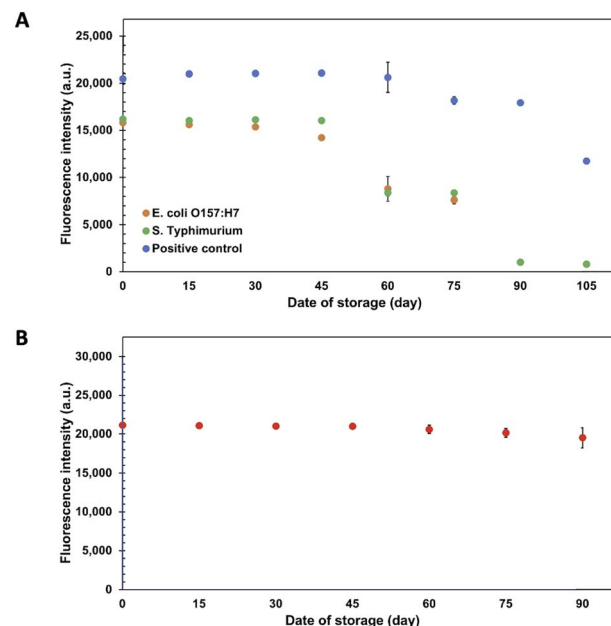 A
25,000
20,000
15,000
10,000
5,000
0
Fluorescence intensity (a.u.)
E. coli O157:H7
S. Typhimurium
Positive control
0 15 30 45 60 75 90 105
Date of storage (day)
B
30,000
25,000
20,000
15,000
10,000
5,000
0
Fluorescence intensity (a.u.)
0 15 30 45 60 75 90
Date of storage (day)